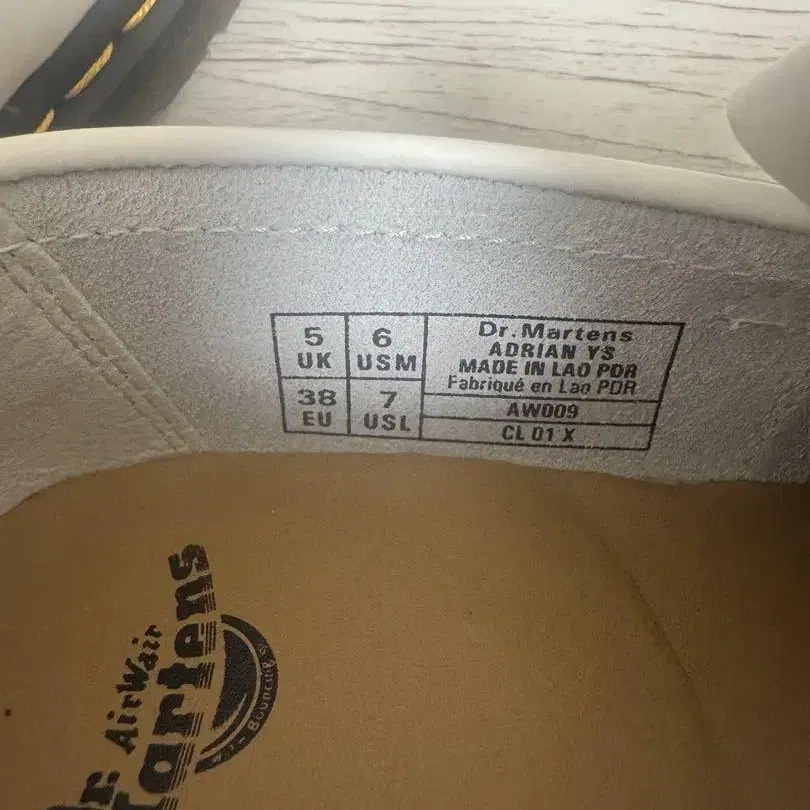 5
UK
6
USM
38
EU
7
USL
Dr.Martens
ADRIAN YS
MADE IN LAO PDR
Fabriqué en Lao PDR
AW009
CL 01 X
AirWair
Bouncing